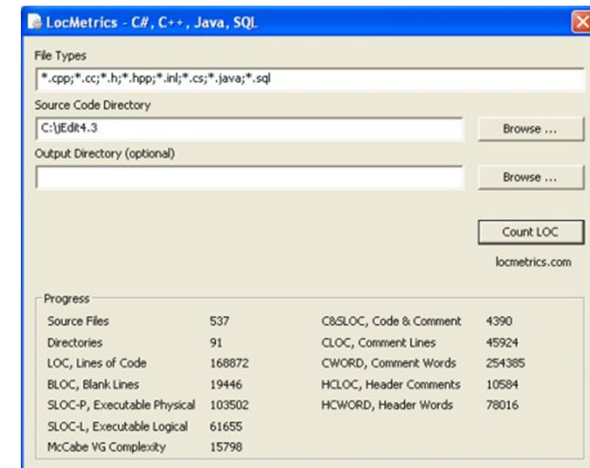 LocMetrics - C#, C++, Java, SQL
File Types
*.cpp;*.cc;*.h;*.hpp;*.inl;*.cs;*.java;*.sql
Source Code Directory
C:\jEdit4.3
Browse ...
Output Directory (optional)
Browse ...
Count LOC
locmetrics.com
Progress
Source Files 537 C&SLOC, Code & Comment 4390
Directories 91 CLOC, Comment Lines 45924
LOC, Lines of Code 168872 CWORD, Comment Words 254385
BLOC, Blank Lines 19446 HCLOC, Header Comments 10584
SLOC-P, Executable Physical 103502 HCWORD, Header Words 78016
SLOC-L, Executable Logical 61655
McCabe VG Complexity 15798